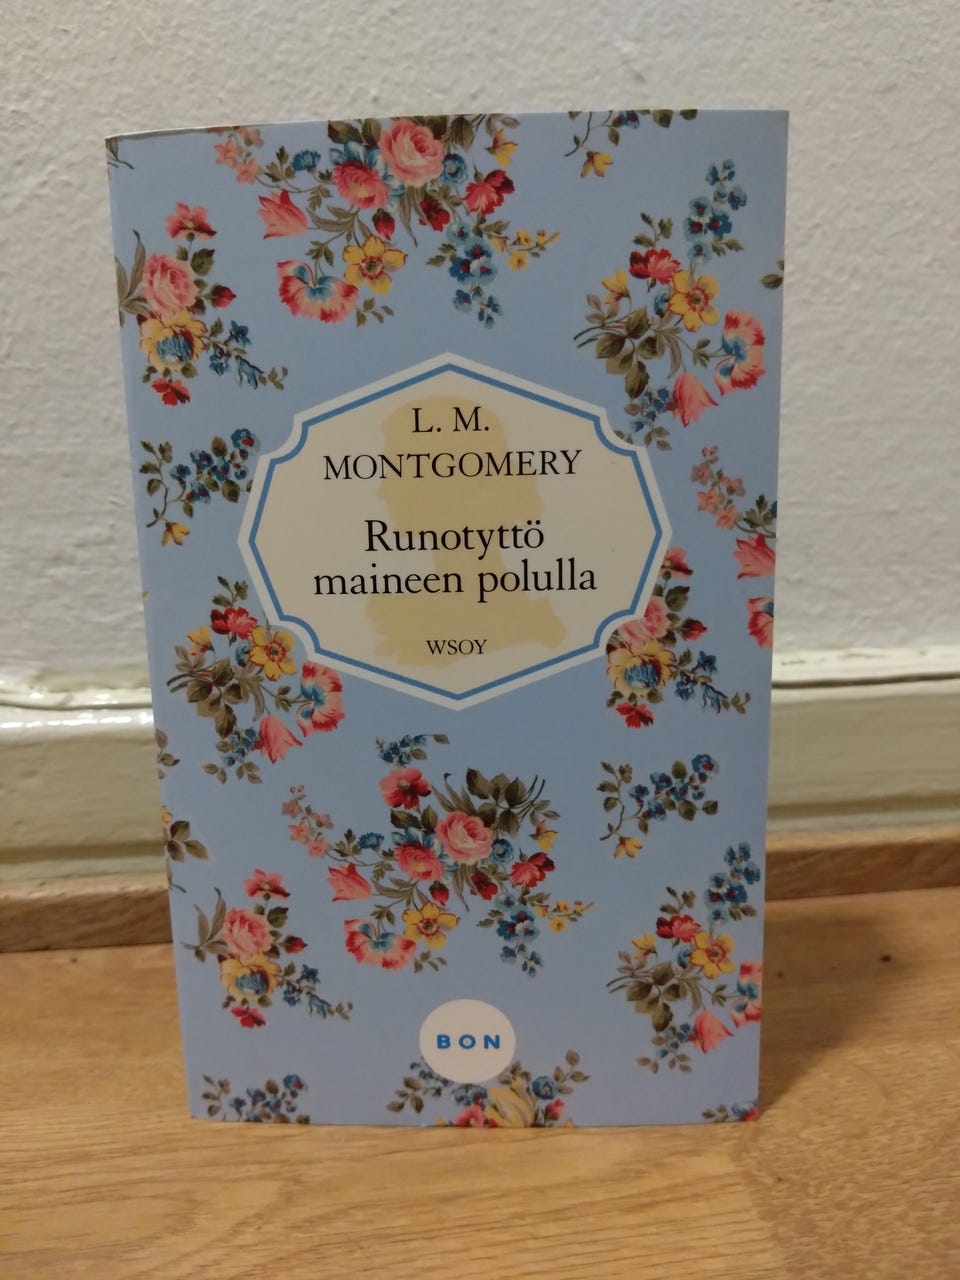 L. M.
MONTGOMERY
Runotyttö
maineen polulla
WSOY
BON